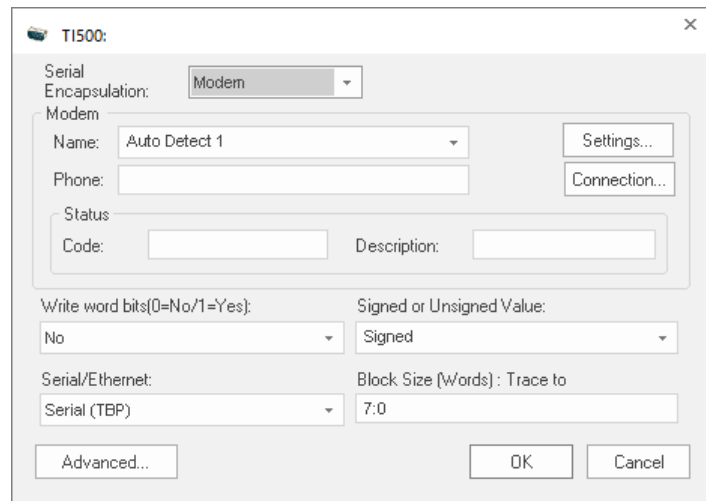 TI500:
Serial
Encapsulation:
Modem
Modem
Name: Auto Detect 1 Settings...
Phone: Connection...
Status
Code: Description:
Write word bits(0=No/1=Yes): Signed or Unsigned Value:
No Signed
Serial/Ethernet: Block Size (Words) : Trace to
Serial (TBP) 7:0
Advanced... OK Cancel